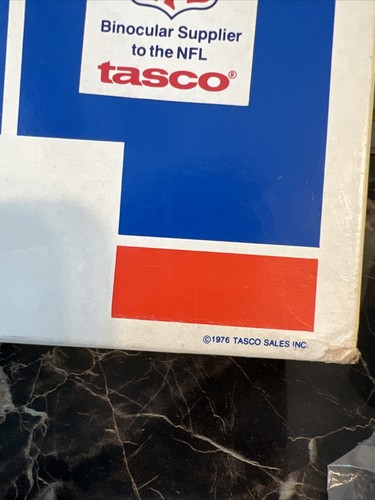 Binocular Supplier
to the NFL
tasco®
©1976 TASCO SALES INC.